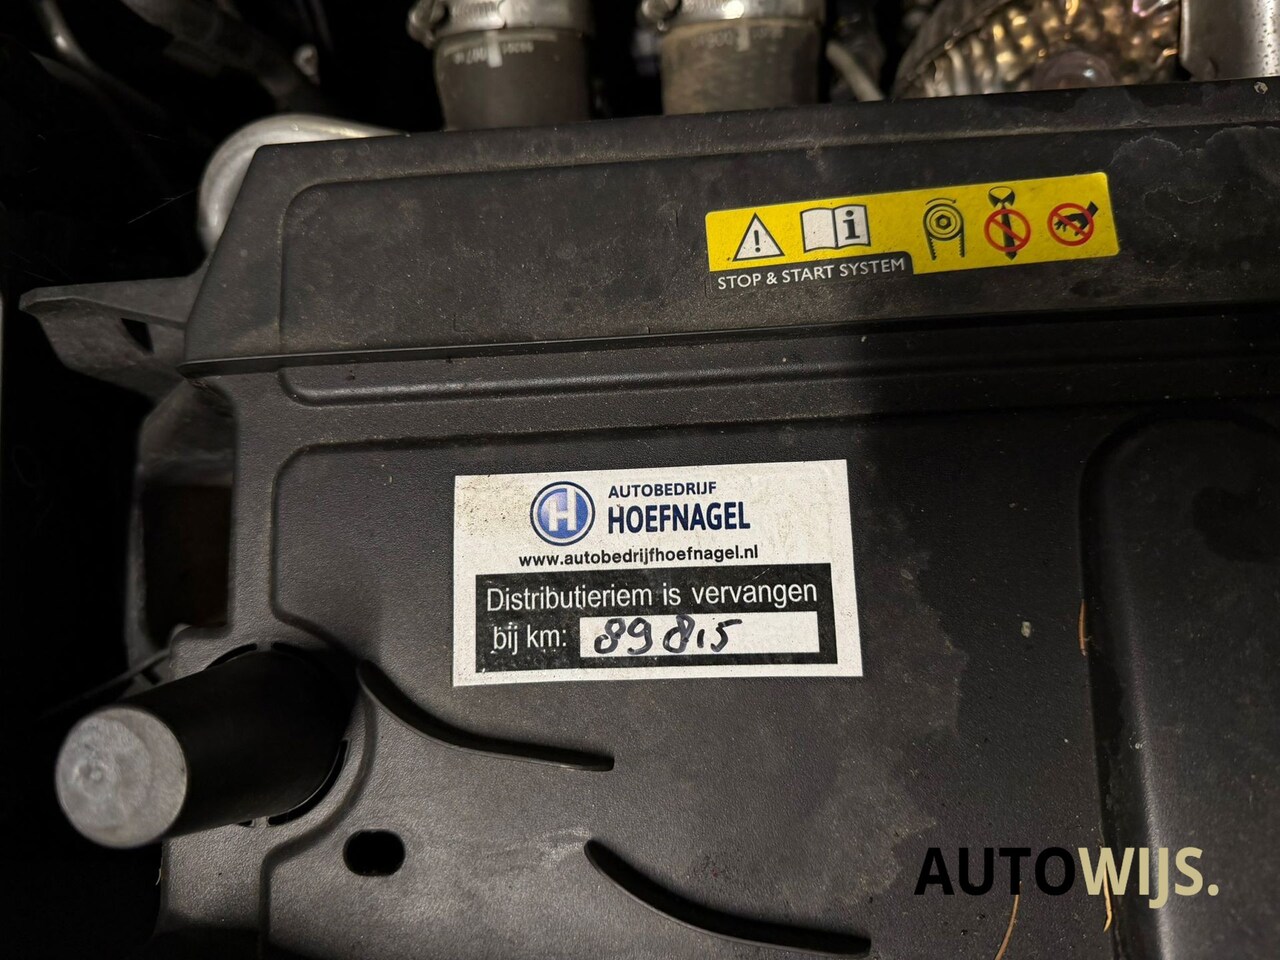 STOP & START SYSTEM
AUTOBEDRIJF
HOEFNAGEL
www.autobedrijfhoefnagel.nl
Distributieriem is vervangen
bij km: 89815
AUTOWIJS.